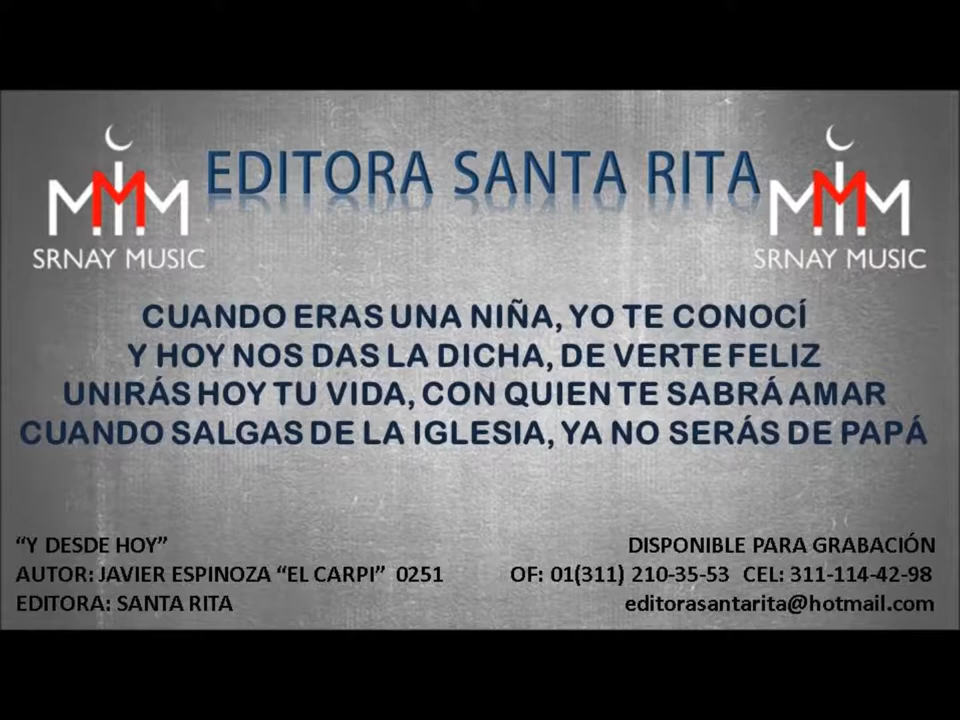 EDITORA SANTA RITA
MIM
SRNAY MUSIC
MIM
SRNAY MUSIC
CUANDO ERAS UNA NIÑA, YO TE CONOCÍ
Y HOY NOS DAS LA DICHA, DE VERTE FELIZ
UNIRÁS HOY TU VIDA, CON QUIEN TE SABRÁ AMAR
CUANDO SALGAS DE LA IGLESIA, YA NO SERÁS DE PAPÁ
“Y DESDE HOY”
AUTOR: JAVIER ESPINOZA “EL CARPI” 0251
EDITORA: SANTA RITA
DISPONIBLE PARA GRABACIÓN
OF: 01(311) 210-35-53 CEL: 311-114-42-98
editorasantarita@hotmail.com